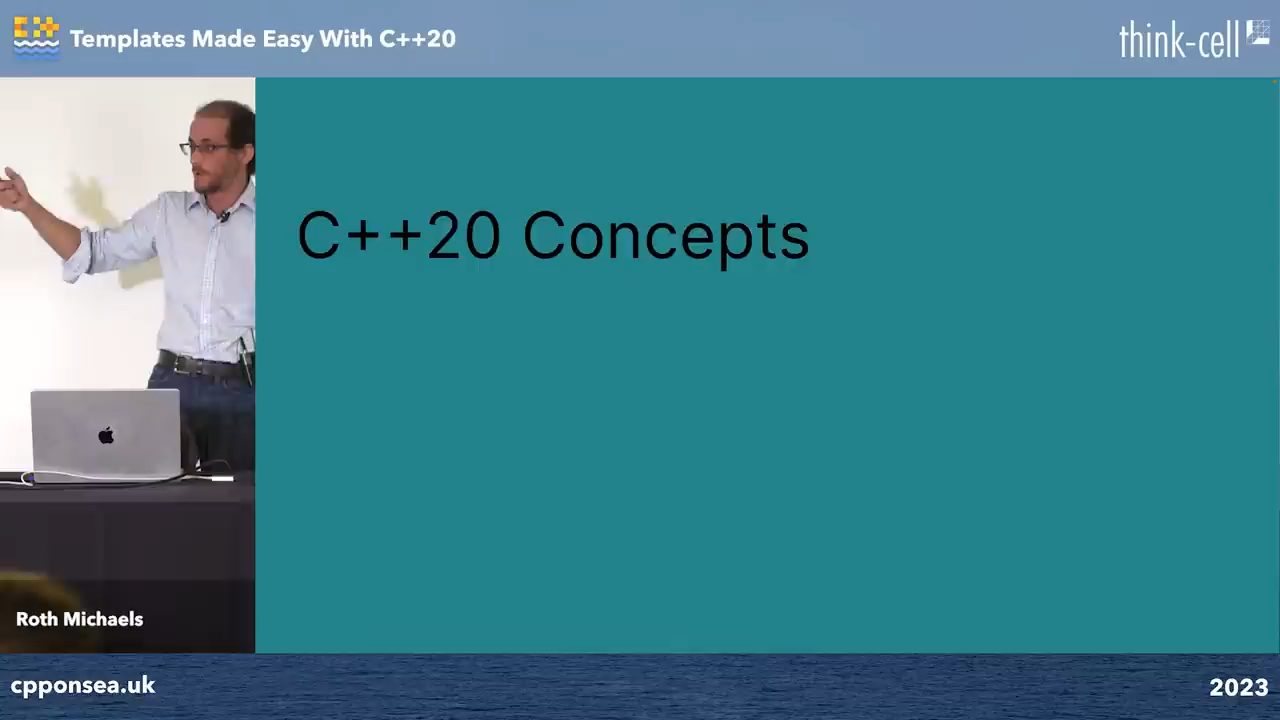 Templates Made Easy With C++20
think-cell
C++20 Concepts
Roth Michaels
cpponsea.uk
2023